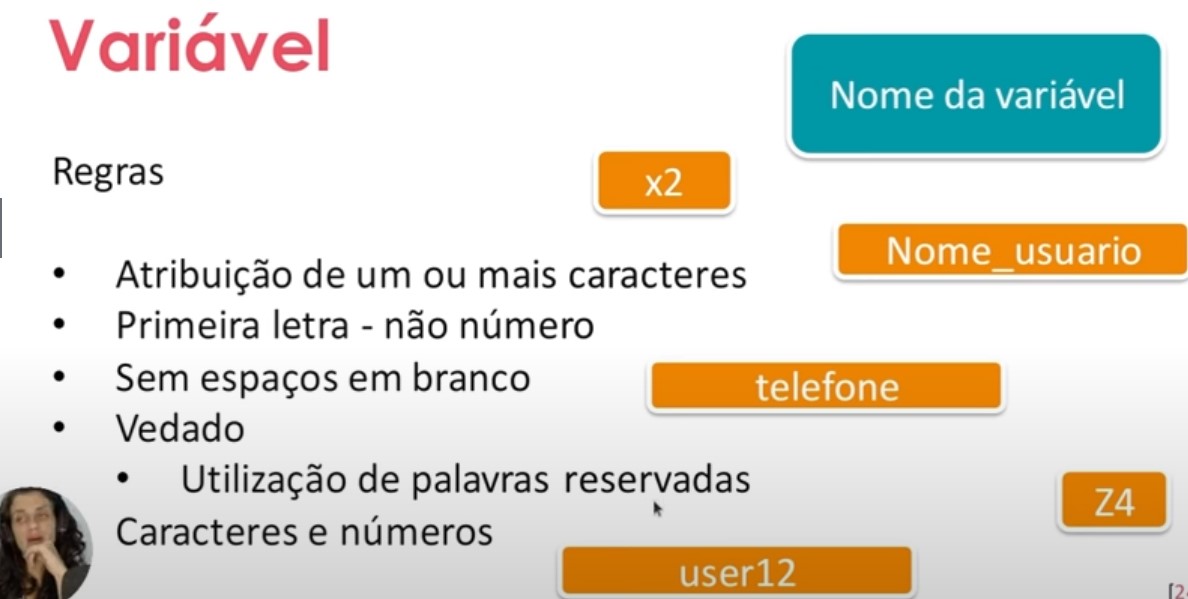 Variável
Nome da variável
Regras
x2
Nome_usuario
• Atribuição de um ou mais caracteres
• Primeira letra - não número
• Sem espaços em branco
telefone
• Vedado
• Utilização de palavras reservadas
Z4
Caracteres e números
user12
[2